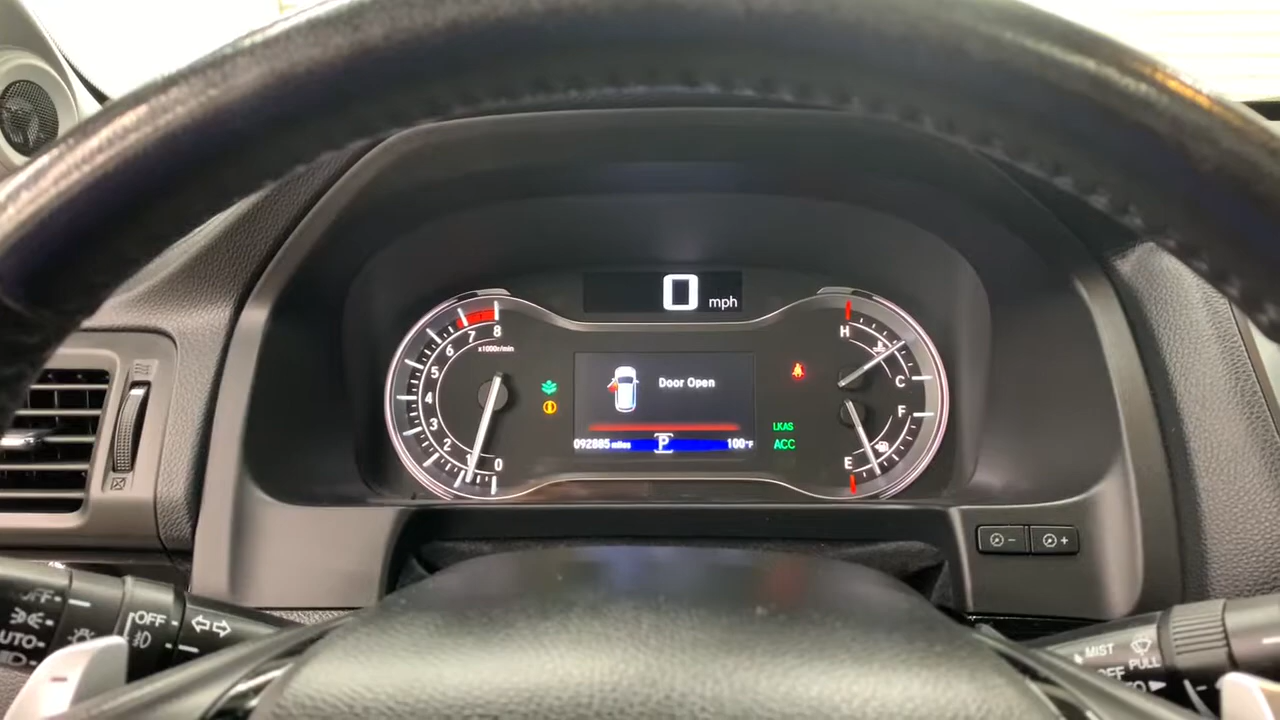 0 mph
8
7
6
5
4
3
2
1
0
x1000r/min
Door Open
092885 miles P 100°F
LKAS
ACC
H
C
F
E
- +
OFF
AUTO
OFF
MIST
OFF PULL